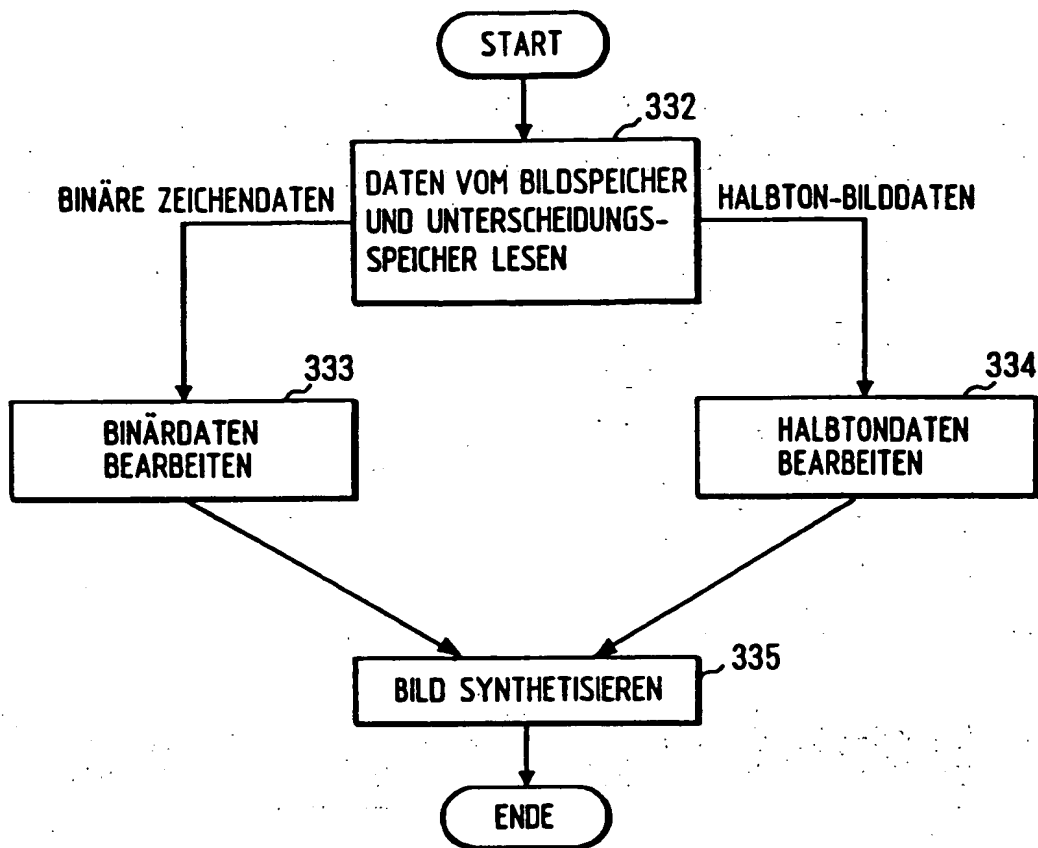 START
332
DATEN VOM BILDSPEICHER
UND UNTERSCHEIDUNGS-
SPEICHER LESEN
BINÄRE ZEICHENDATEN
HALBTON-BILDDATEN
333
BINÄRDATEN
BEARBEITEN
334
HALBTONDATEN
BEARBEITEN
335
BILD SYNTHETISIEREN
ENDE